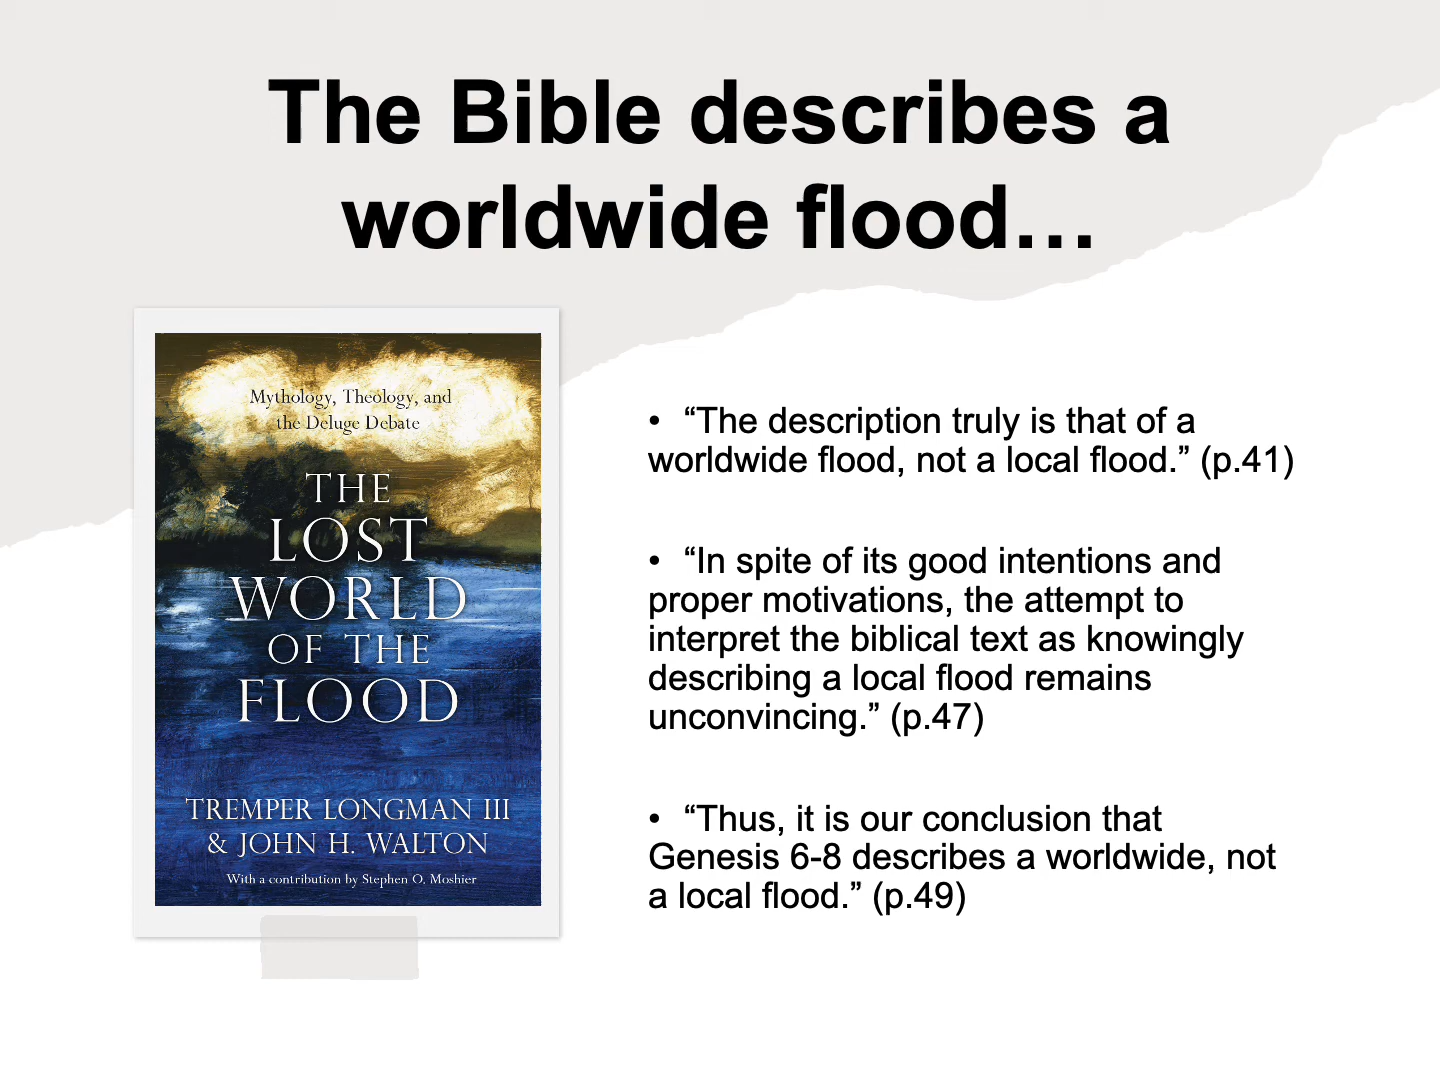 The Bible describes a
worldwide flood…
Mythology, Theology, and
the Deluge Debate
THE
LOST
WORLD
OF THE
FLOOD
TREMPER LONGMAN III
& JOHN H. WALTON
With a contribution by Stephen O. Moshier
• “The description truly is that of a
worldwide flood, not a local flood.” (p.41)
• “In spite of its good intentions and
proper motivations, the attempt to
interpret the biblical text as knowingly
describing a local flood remains
unconvincing.” (p.47)
• “Thus, it is our conclusion that
Genesis 6-8 describes a worldwide, not
a local flood.” (p.49)